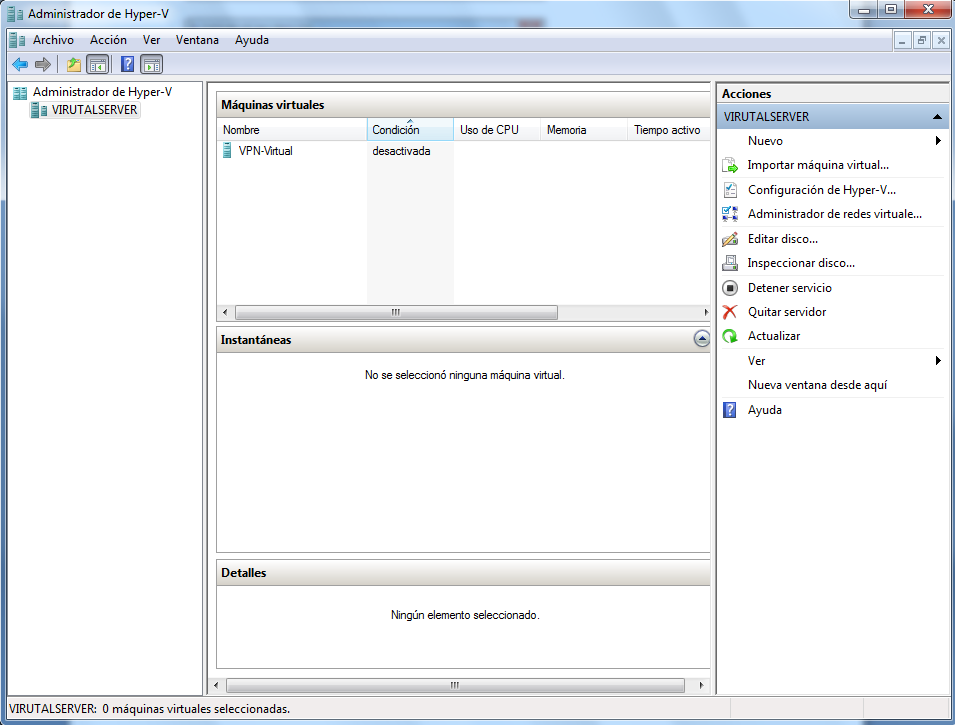 Administrador de Hyper-V
Archivo Acción Ver Ventana Ayuda
Administrador de Hyper-V
VIRUTALSERVER
Máquinas virtuales
Nombre Condición Uso de CPU Memoria Tiempo activo
VPN-Virtual desactivada
Instantáneas
No se seleccionó ninguna máquina virtual.
Detalles
Ningún elemento seleccionado.
Acciones
VIRUTALSERVER
Nuevo
Importar máquina virtual...
Configuración de Hyper-V...
Administrador de redes virtuale...
Editar disco...
Inspeccionar disco...
Detener servicio
Quitar servidor
Actualizar
Ver
Nueva ventana desde aquí
Ayuda
VIRUTALSERVER: 0 máquinas virtuales seleccionadas.